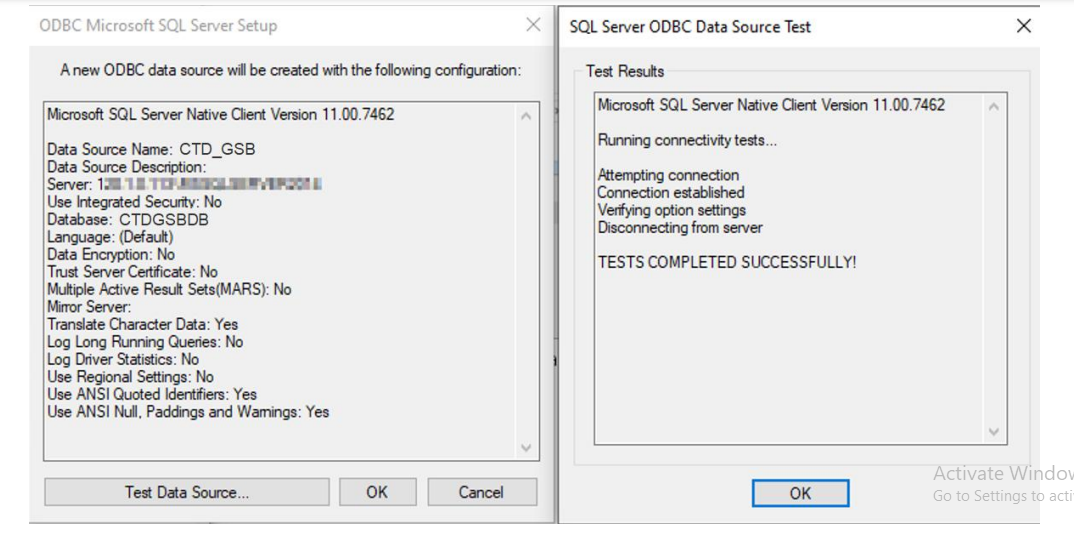 ODBC Microsoft SQL Server Setup
A new ODBC data source will be created with the following configuration:
Microsoft SQL Server Native Client Version 11.00.7462
Data Source Name: CTD_GSB
Data Source Description:
Server:
Use Integrated Security: No
Database: CTDGSBDB
Language: (Default)
Data Encryption: No
Trust Server Certificate: No
Multiple Active Result Sets(MARS): No
Mirror Server:
Translate Character Data: Yes
Log Long Running Queries: No
Log Driver Statistics: No
Use Regional Settings: No
Use ANSI Quoted Identifiers: Yes
Use ANSI Null, Paddings and Warnings: Yes
Test Data Source...
OK
Cancel
SQL Server ODBC Data Source Test
Test Results
Microsoft SQL Server Native Client Version 11.00.7462
Running connectivity tests...
Attempting connection
Connection established
Verifying option settings
Disconnecting from server
TESTS COMPLETED SUCCESSFULLY!
OK
Activate Window
Go to Settings to acti